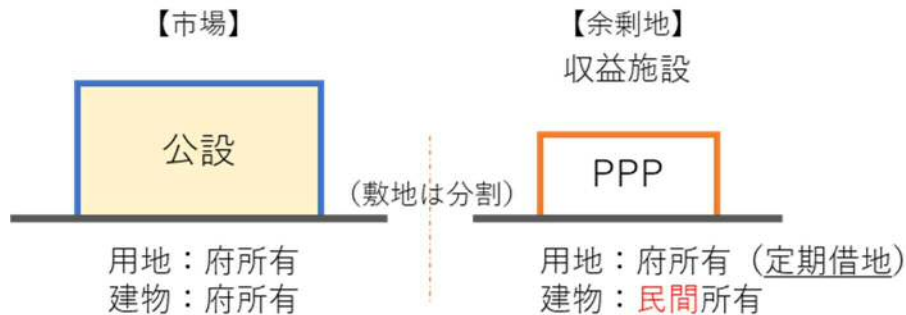 【市場】
公設
用地：府所有
建物：府所有
(敷地は分割)
【余剰地】
収益施設
PPP
用地：府所有（定期借地）
建物：民間所有